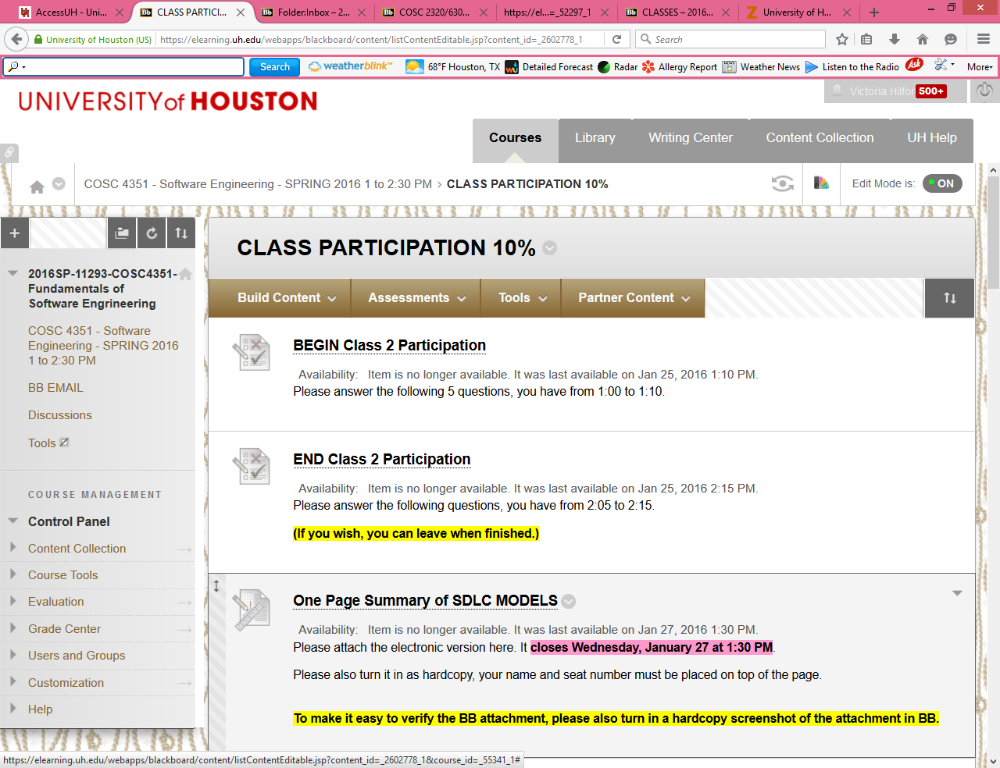 AccessUH - Uni...
CLASS PARTICI...
Folder:Inbox – 2...
COSC 2320/630...
https://el...=_52297_1
CLASSES – 2016...
University of H...
University of Houston (US)
https://elearning.uh.edu/webapps/blackboard/content/listContentEditable.jsp?content_id=_2602778_1
Search
Search
weatherblink
68°F Houston, TX
Detailed Forecast
Radar
Allergy Report
Weather News
Listen to the Radio
Ask
More
UNIVERSITY of HOUSTON
Victoria Hilfor
500+
Courses
Library
Writing Center
Content Collection
UH Help
COSC 4351 - Software Engineering - SPRING 2016 1 to 2:30 PM > CLASS PARTICIPATION 10%
Edit Mode is: ON
CLASS PARTICIPATION 10%
Build Content
Assessments
Tools
Partner Content
2016SP-11293-COSC4351-
Fundamentals of
Software Engrineering
COSC 4351 - Software
Engineering - SPRING 2016
1 to 2:30 PM
BB EMAIL
Discussions
Tools
COURSE MANAGEMENT
Control Panel
Content Collection
Course Tools
Evaluation
Grade Center
Users and Groups
Customization
Help
BEGIN Class 2 Participation
Availability: Item is no longer available. It was last available on Jan 25, 2016 1:10 PM.
Please answer the following 5 questions, you have from 1:00 to 1:10.
END Class 2 Participation
Availability: Item is no longer available. It was last available on Jan 25, 2016 2:15 PM.
Please answer the following questions, you have from 2:05 to 2:15.
(If you wish, you can leave when finished.)
One Page Summary of SDLC MODELS
Availability: Item is no longer available. It was last available on Jan 27, 2016 1:30 PM.
Please attach the electronic version here. It closes Wednesday, January 27 at 1:30 PM.
Please also turn it in as hardcopy, your name and seat number must be placed on top of the page.
To make it easy to verify the BB attachment, please also turn in a hardcopy screenshot of the attachment in BB.
https://elearning.uh.edu/webapps/blackboard/content/listContentEditable.jsp?content_id=_2602778_1&course_id=_55341_1#